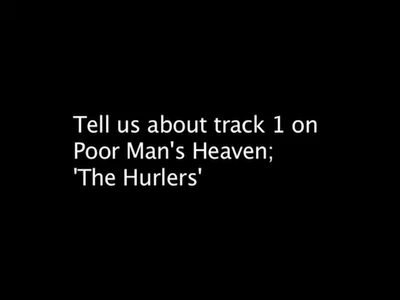 Tell us about track 1 on
Poor Man's Heaven;
'The Hurlers'